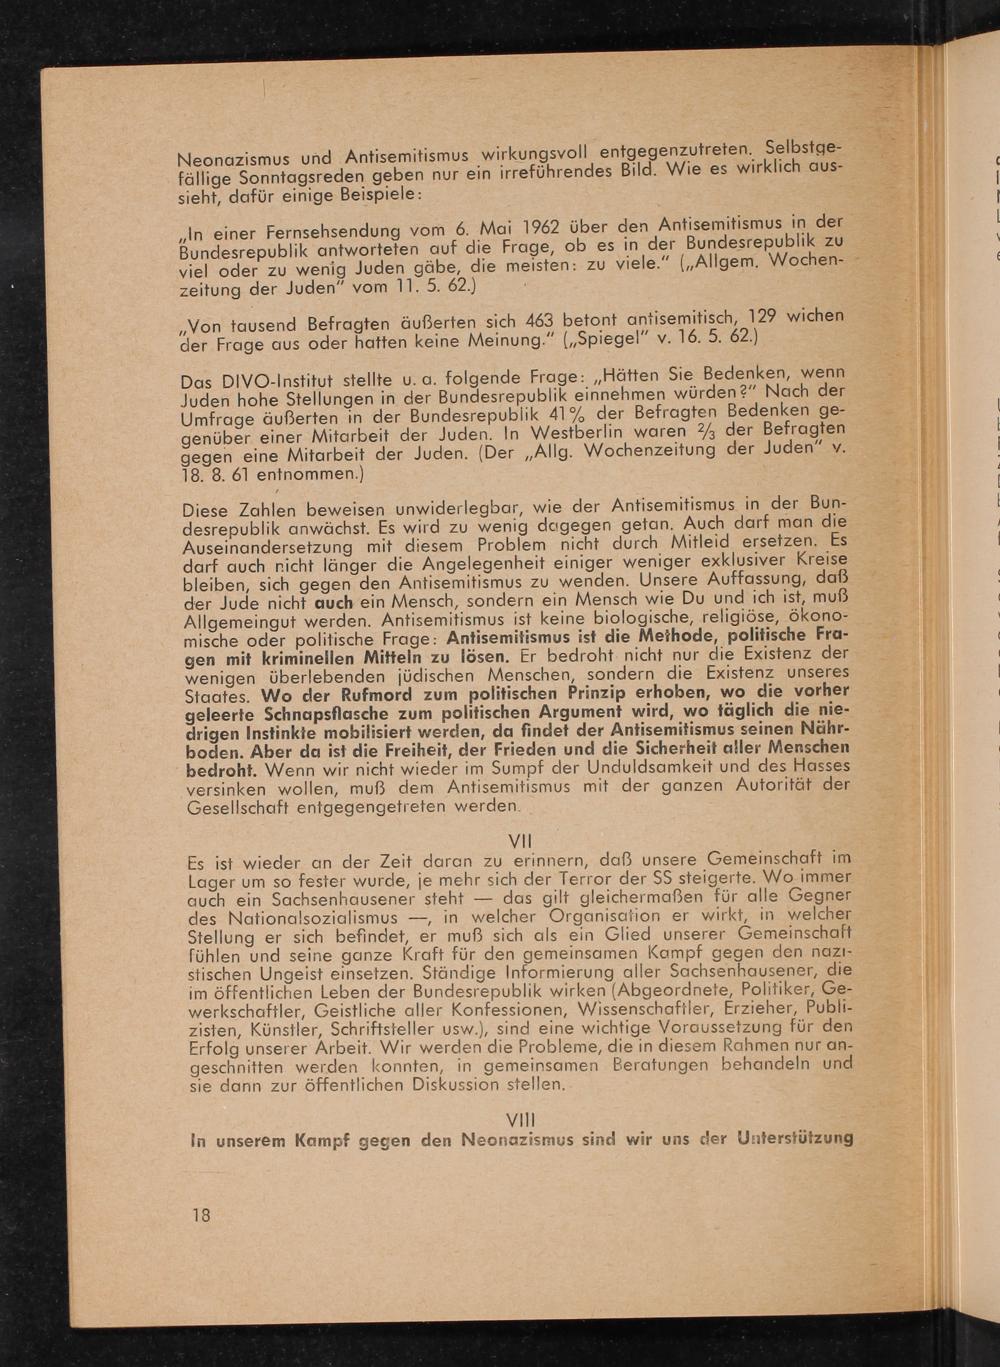 Neonazismus und Antisemitismus wirkungsvoll entgegenzutreten. Selbstge-
fällige Sonntagsreden geben nur ein irreführendes Bild. Wie es wirklich aus-
sieht, dafür einige Beispiele:
„In einer Fernsehsendung vom 6. Mai 1962 über den Antisemitismus in der
Bundesrepublik antworteten auf die Frage, ob es in der Bundesrepublik zu
viel oder zu wenig Juden gäbe, die meisten: zu viele." („Allgem. Wochen-
zeitung der Juden" vom 11. 5. 62.)
„Von tausend Befragten äußerten sich 463 betont antisemitisch, 129 wichen
der Frage aus oder hatten keine Meinung." („Spiegel" v. 16. 5. 62.)
Das DIVO-Institut stellte u. a. folgende Frage: „Hätten Sie Bedenken, wenn
Juden hohe Stellungen in der Bundesrepublik einnehmen würden?" Nach der
Umfrage äußerten in der Bundesrepublik 41% der Befragten Bedenken ge-
genüber einer Mitarbeit der Juden. In Westberlin waren ⅔ der Befragten
gegen eine Mitarbeit der Juden. (Der „Allg. Wochenzeitung der Juden" v.
18. 8. 61 entnommen.)
Diese Zahlen beweisen unwiderlegbar, wie der Antisemitismus in der Bun-
desrepublik anwächst. Es wird zu wenig dagegen getan. Auch darf man die
Auseinandersetzung mit diesem Problem nicht durch Mitleid ersetzen. Es
darf auch nicht länger die Angelegenheit einiger weniger exklusiver Kreise
bleiben, sich gegen den Antisemitismus zu wenden. Unsere Auffassung, daß
der Jude nicht auch ein Mensch, sondern ein Mensch wie Du und ich ist, muß
Allgemeingut werden. Antisemitismus ist keine biologische, religiöse, ökono-
mische oder politische Frage: Antisemitismus ist die Methode, politische Fra-
gen mit kriminellen Mitteln zu lösen. Er bedroht nicht nur die Existenz der
wenigen überlebenden jüdischen Menschen, sondern die Existenz unseres
Staates. Wo der Rufmord zum politischen Prinzip erhoben, wo die vorher
geleerte Schnapsflasche zum politischen Argument wird, wo täglich die nie-
drigen Instinkte mobilisiert werden, da findet der Antisemitismus seinen Nähr-
boden. Aber da ist die Freiheit, der Frieden und die Sicherheit aller Menschen
bedroht. Wenn wir nicht wieder im Sumpf der Unduldsamkeit und des Hasses
versinken wollen, muß dem Antisemitismus mit der ganzen Autorität der
Gesellschaft entgegengetreten werden.
VII
Es ist wieder an der Zeit daran zu erinnern, daß unsere Gemeinschaft im
Lager um so fester wurde, je mehr sich der Terror der SS steigerte. Wo immer
auch ein Sachsenhausener steht — das gilt gleichermaßen für alle Gegner
des Nationalsozialismus —, in welcher Organisation er wirkt, in welcher
Stellung er sich befindet, er muß sich als ein Glied unserer Gemeinschaft
fühlen und seine ganze Kraft für den gemeinsamen Kampf gegen den nazi-
stischen Ungeist einsetzen. Ständige Informierung aller Sachsenhausener, die
im öffentlichen Leben der Bundesrepublik wirken (Abgeordnete, Politiker, Ge-
werkschaftler, Geistliche aller Konfessionen, Wissenschaftler, Erzieher, Publi-
zisten, Künstler, Schriftsteller usw.), sind eine wichtige Voraussetzung für den
Erfolg unserer Arbeit. Wir werden die Probleme, die in diesem Rahmen nur an-
geschnitten werden konnten, in gemeinsamen Beratungen behandeln und
sie dann zur öffentlichen Diskussion stellen.
VIII
In unserem Kampf gegen den Neonazismus sind wir uns der Unterstützung
18